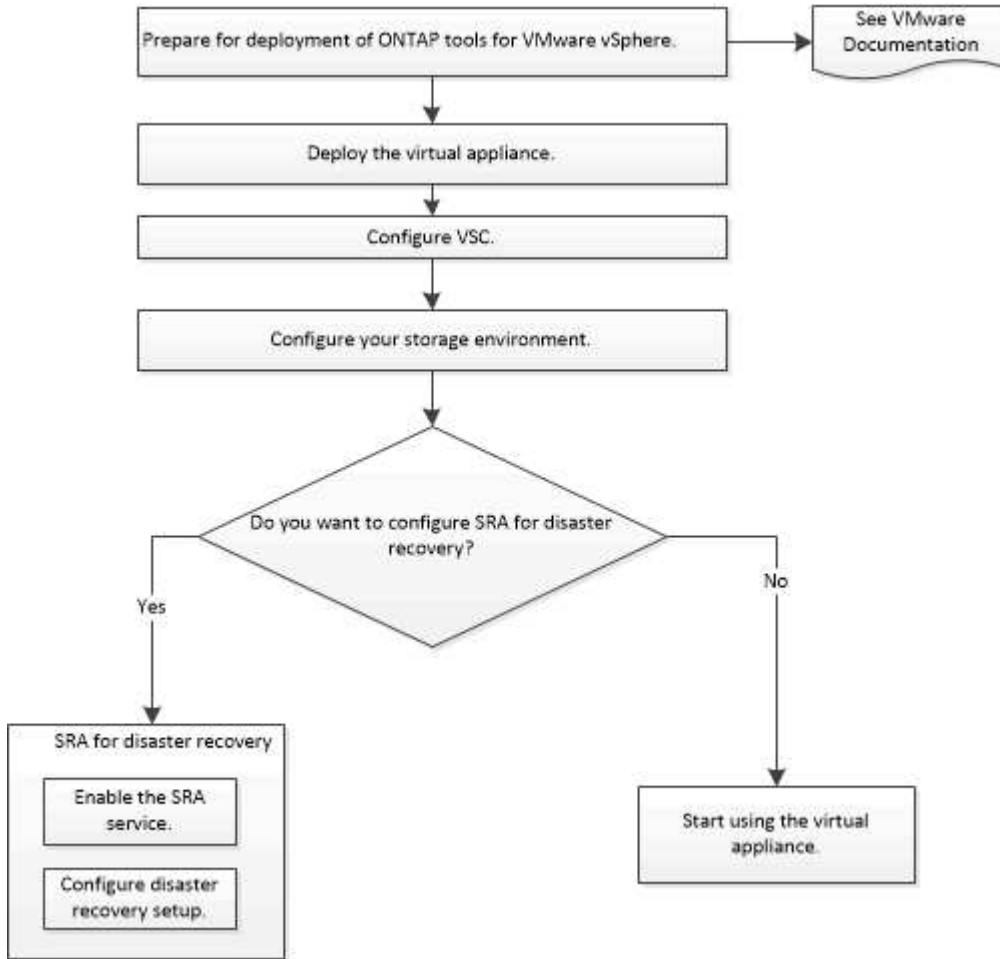 Prepare for deployment of ONTAP tools for VMware vSphere.
See VMware
Documentation
Deploy the virtual appliance.
Configure VSC.
Configure your storage environment.
Do you want to configure SRA for disaster
recovery?
Yes
No
SRA for disaster recovery
Enable the SRA
service.
Configure disaster
recovery setup.
Start using the virtual
appliance.